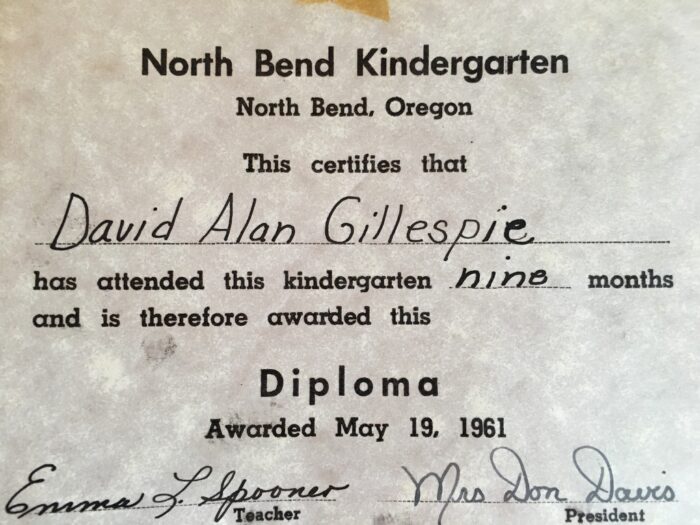 North Bend Kindergarten
North Bend, Oregon
This certifies that
David Alan Gillespie
has attended this kindergarten nine months
and is therefore awarded this
Diploma
Awarded May 19, 1961
Emma L. Spooner Mrs Don Davis
Teacher President